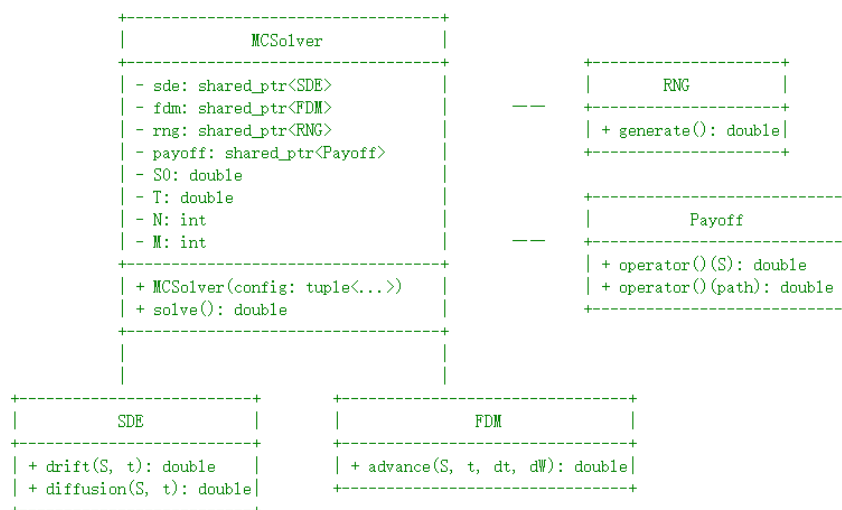 MCSolver
- sde: shared_ptr<SDE>
- fdm: shared_ptr<FDM>
- rng: shared_ptr<RNG>
- payoff: shared_ptr<Payoff>
- S0: double
- T: double
- N: int
- M: int
+ MCSolver(config: tuple<...>)
+ solve(): double
RNG
+ generate(): double
Payoff
+ operator()(S): double
+ operator()(path): double
SDE
+ drift(S, t): double
+ diffusion(S, t): double
FDM
+ advance(S, t, dt, dW): double